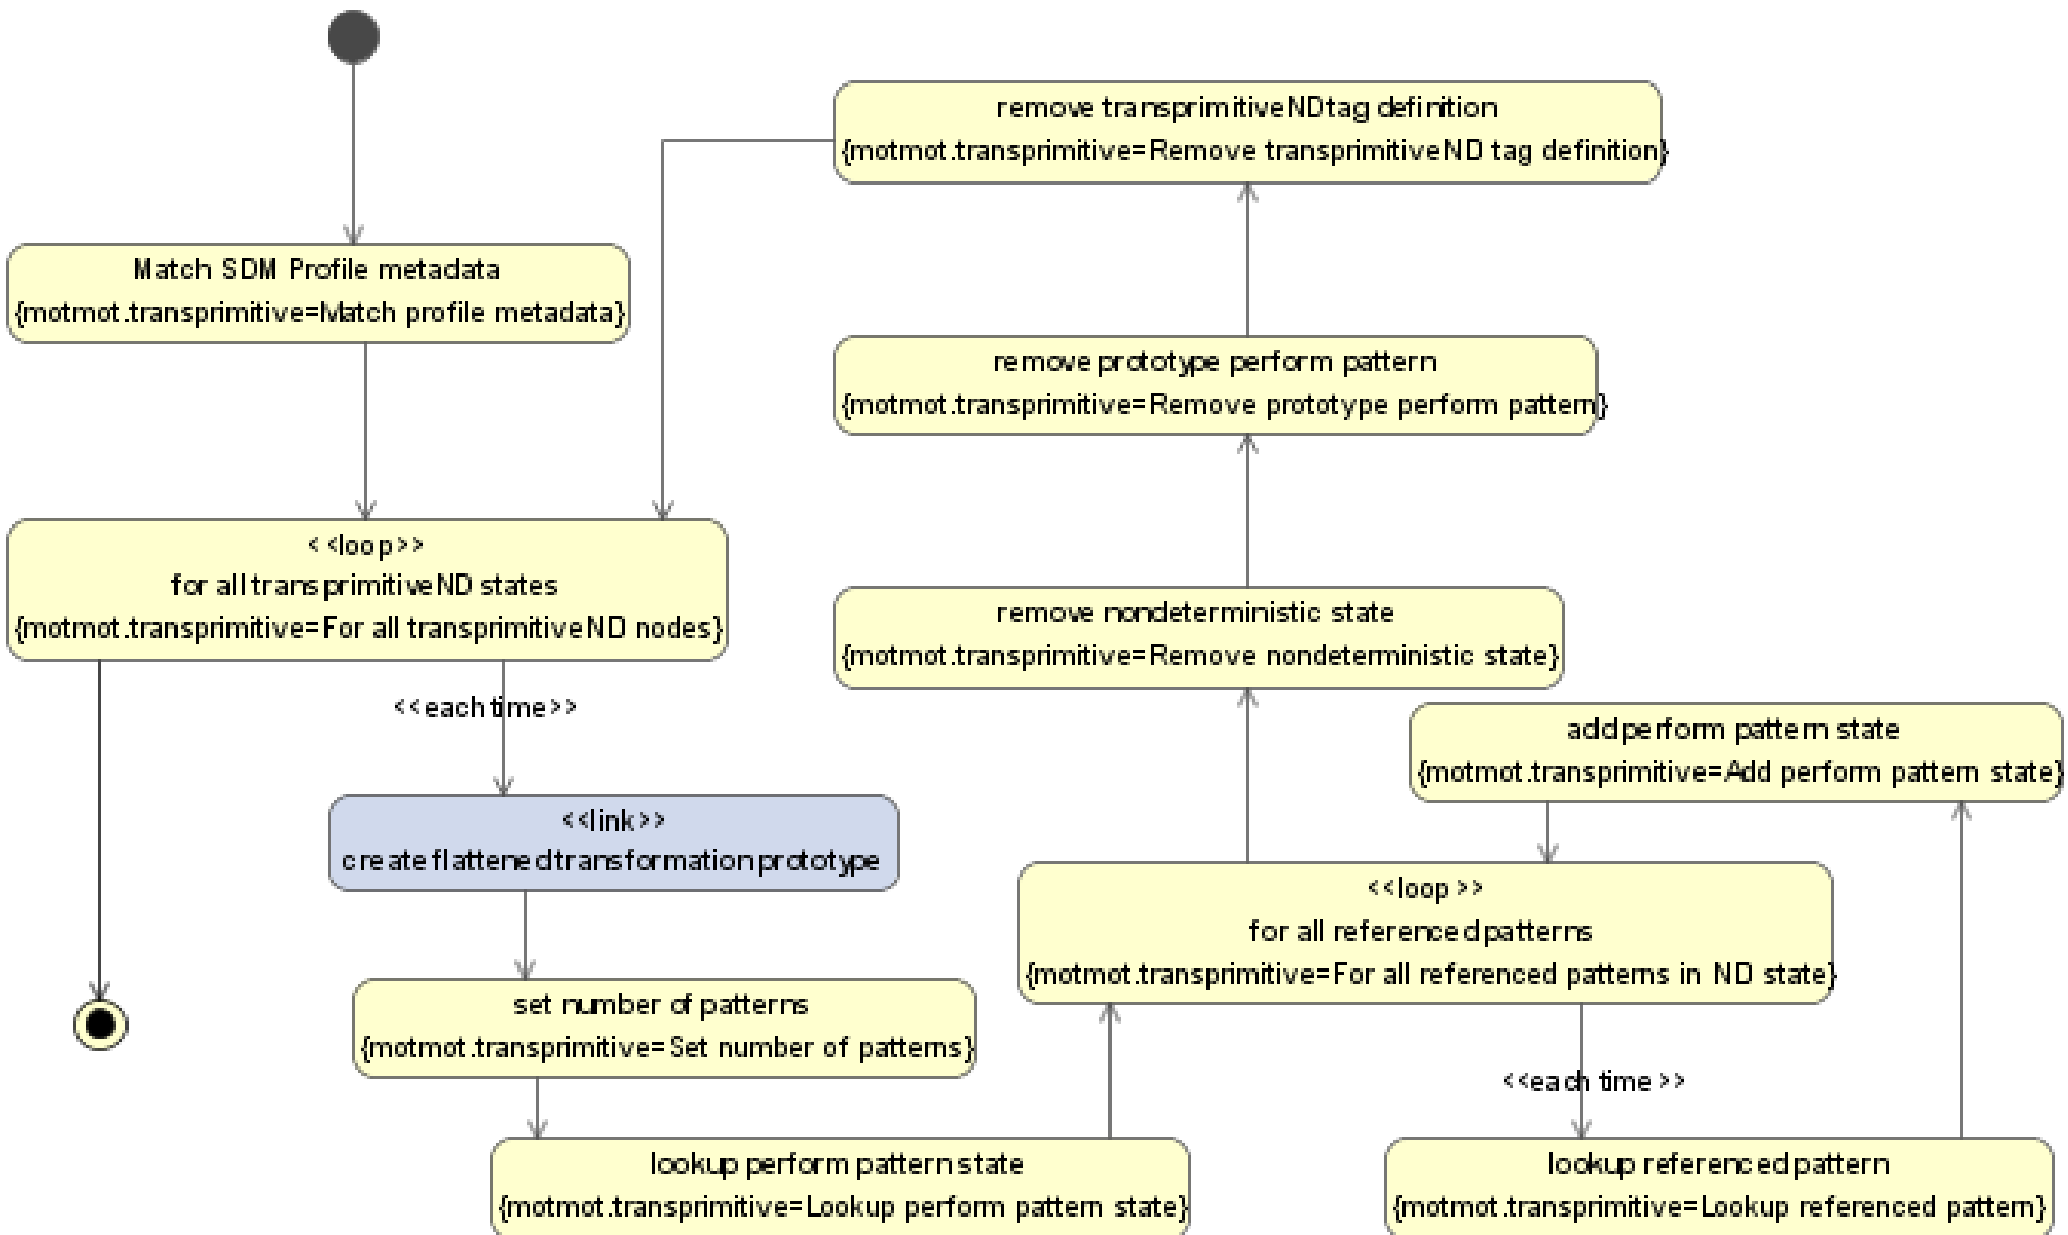 remove transprimitiveND tag definition
{motmot.transprimitive=Remove transprimitiveND tag definition}
Match SDM Profile metadata
{motmot.transprimitive=Match profile metadata}
remove prototype perform pattern
{motmot.transprimitive=Remove prototype perform pattern}
<<loop>>
for all transprimitiveND states
{motmot.transprimitive=For all transprimitiveND nodes}
remove nondeterministic state
{motmot.transprimitive=Remove nondeterministic state}
<<each time>>
add perform pattern state
{motmot.transprimitive=Add perform pattern state}
<<link>>
create flattened transformation prototype
<<loop>>
for all referenced patterns
{motmot.transprimitive=For all referenced patterns in ND state}
set number of patterns
{motmot.transprimitive=Set number of patterns}
<<each time>>
lookup perform pattern state
{motmot.transprimitive=Lookup perform pattern state}
lookup referenced pattern
{motmot.transprimitive=Lookup referenced pattern}